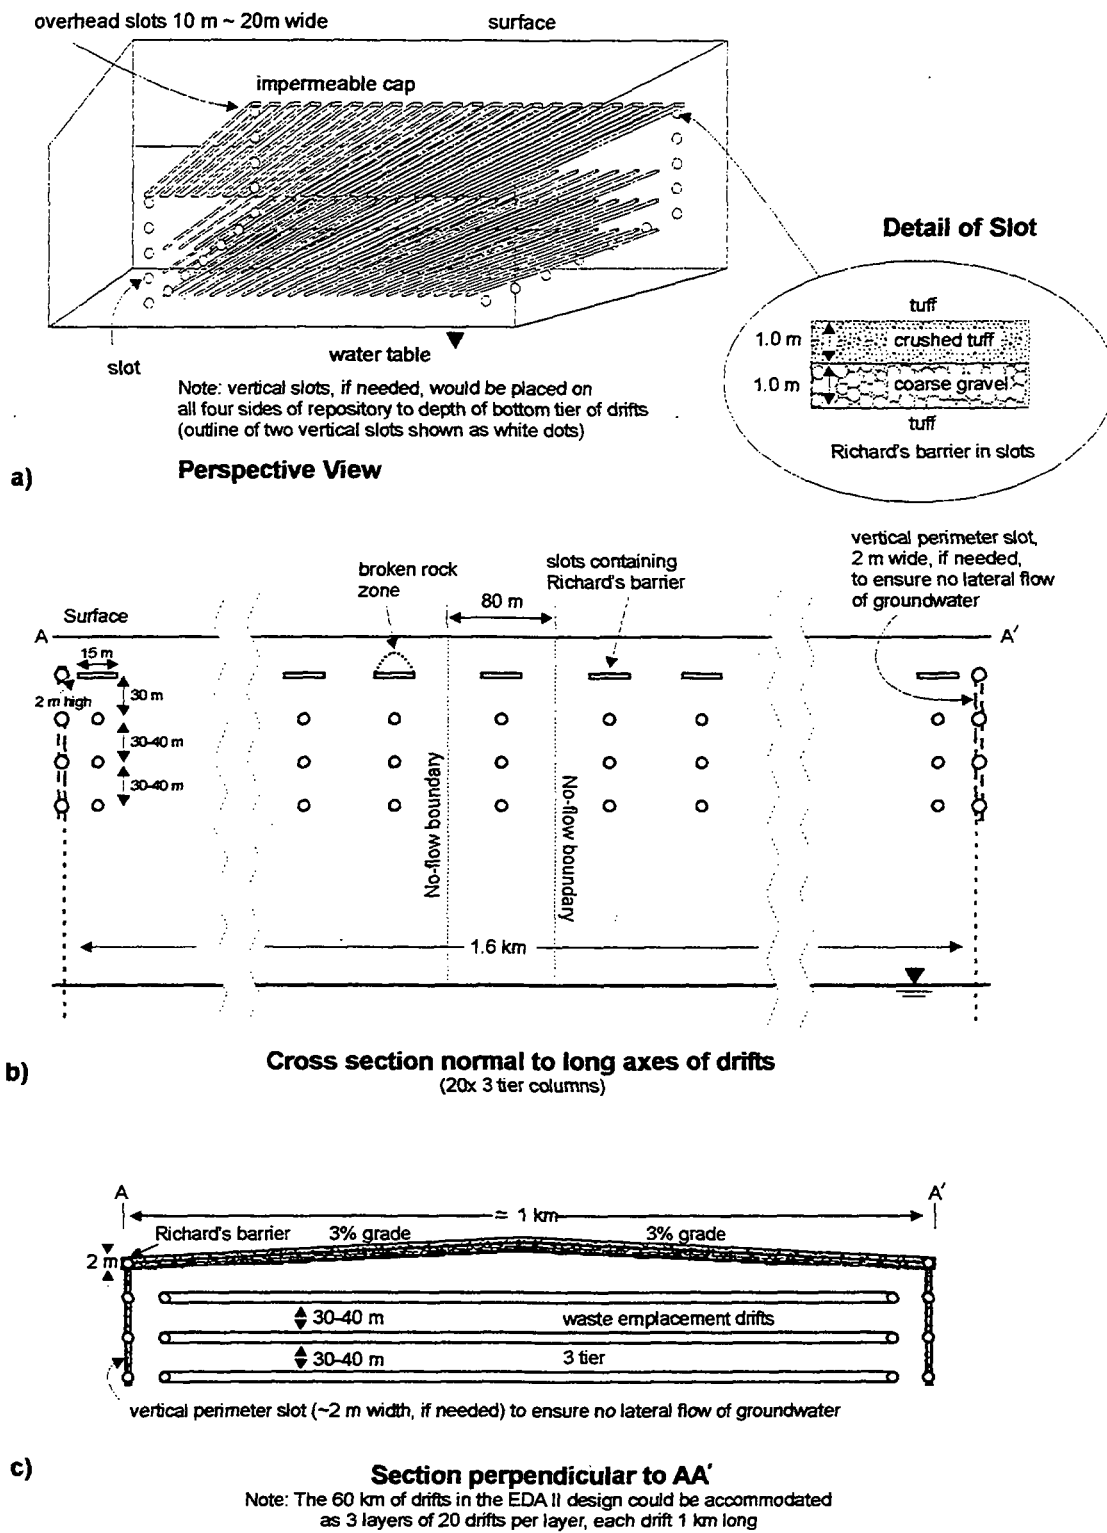 overhead slots 10 m ~ 20m wide
surface
impermeable cap
slot
water table
Note: vertical slots, if needed, would be placed on
all four sides of repository to depth of bottom tier of drifts
(outline of two vertical slots shown as white dots)
Detail of Slot
tuff
1.0 m
crushed tuff
1.0 m
coarse gravel
tuff
Richard's barrier in slots
a)
Perspective View
vertical perimeter slot,
2 m wide, if needed,
to ensure no lateral flow
of groundwater
broken rock
zone
slots containing
Richard's barrier
80 m
Surface
A
A'
15 m
2 m high
30 m
30-40 m
30-40 m
No-flow boundary
No-flow boundary
1.6 km
b)
Cross section normal to long axes of drifts
(20x 3 tier columns)
A
A'
≈ 1 km
Richard's barrier
3% grade
3% grade
2 m
30-40 m
waste emplacement drifts
30-40 m
3 tier
vertical perimeter slot (~2 m width, if needed) to ensure no lateral flow of groundwater
c)
Section perpendicular to AA'
Note: The 60 km of drifts in the EDA II design could be accommodated
as 3 layers of 20 drifts per layer, each drift 1 km long